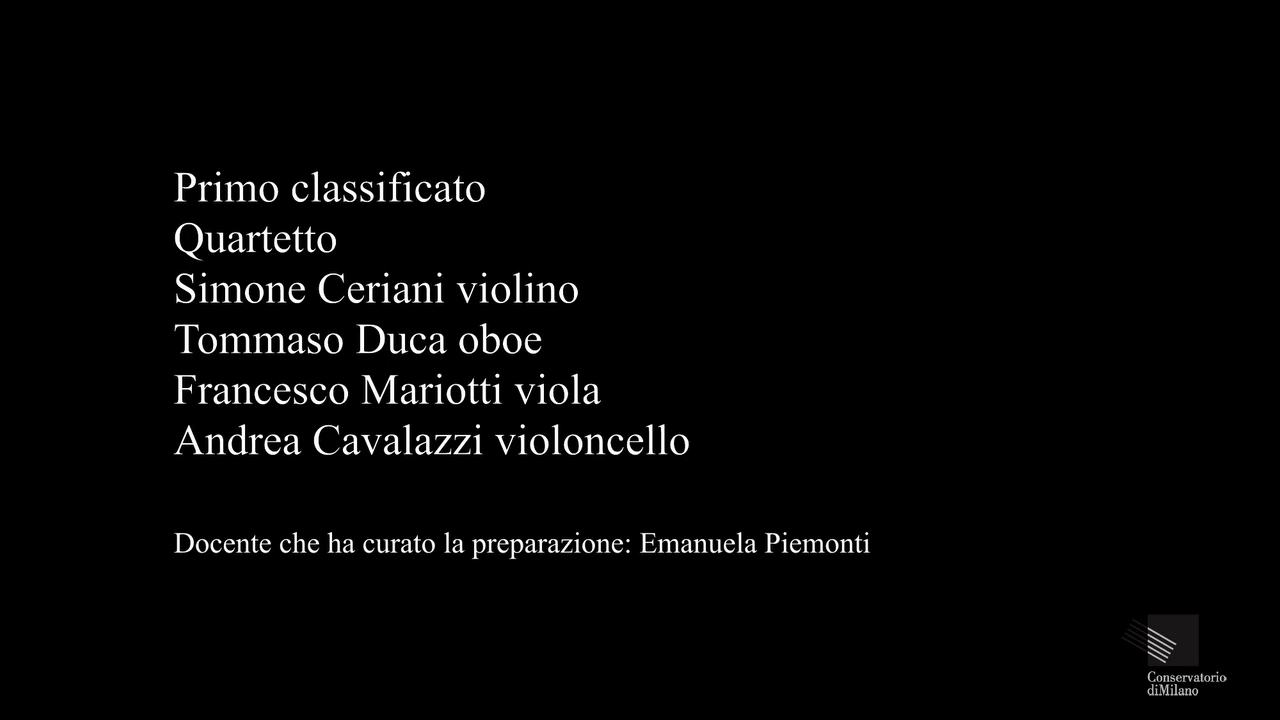 Primo classificato
Quartetto
Simone Ceriani violino
Tommaso Duca oboe
Francesco Mariotti viola
Andrea Cavalazzi violoncello
Docente che ha curato la preparazione: Emanuela Piemonti
Conservatorio
diMilano